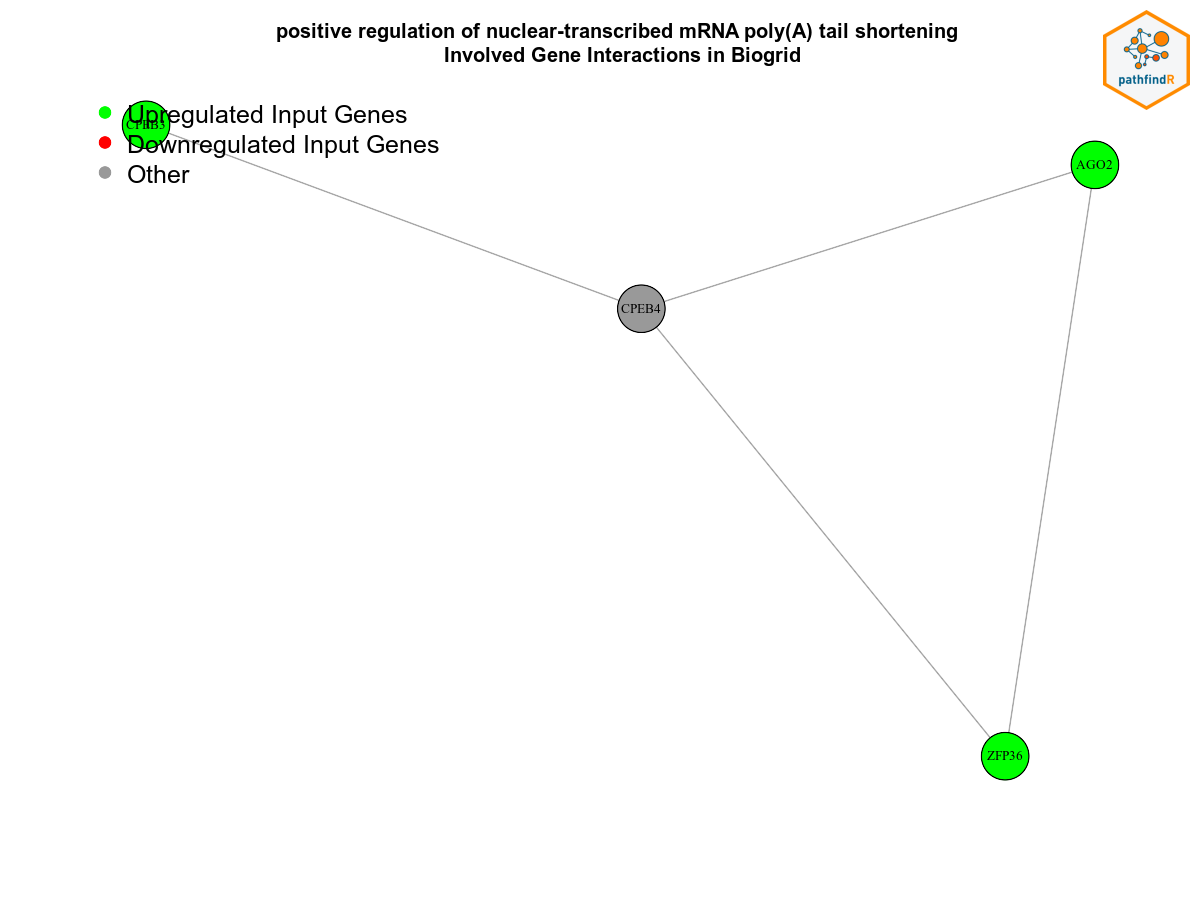 positive regulation of nuclear-transcribed mRNA poly(A) tail shortening
Involved Gene Interactions in Biogrid
pathfindR
Upregulated Input Genes
Downregulated Input Genes
Other
AGO2
CPEB4
ZFP36